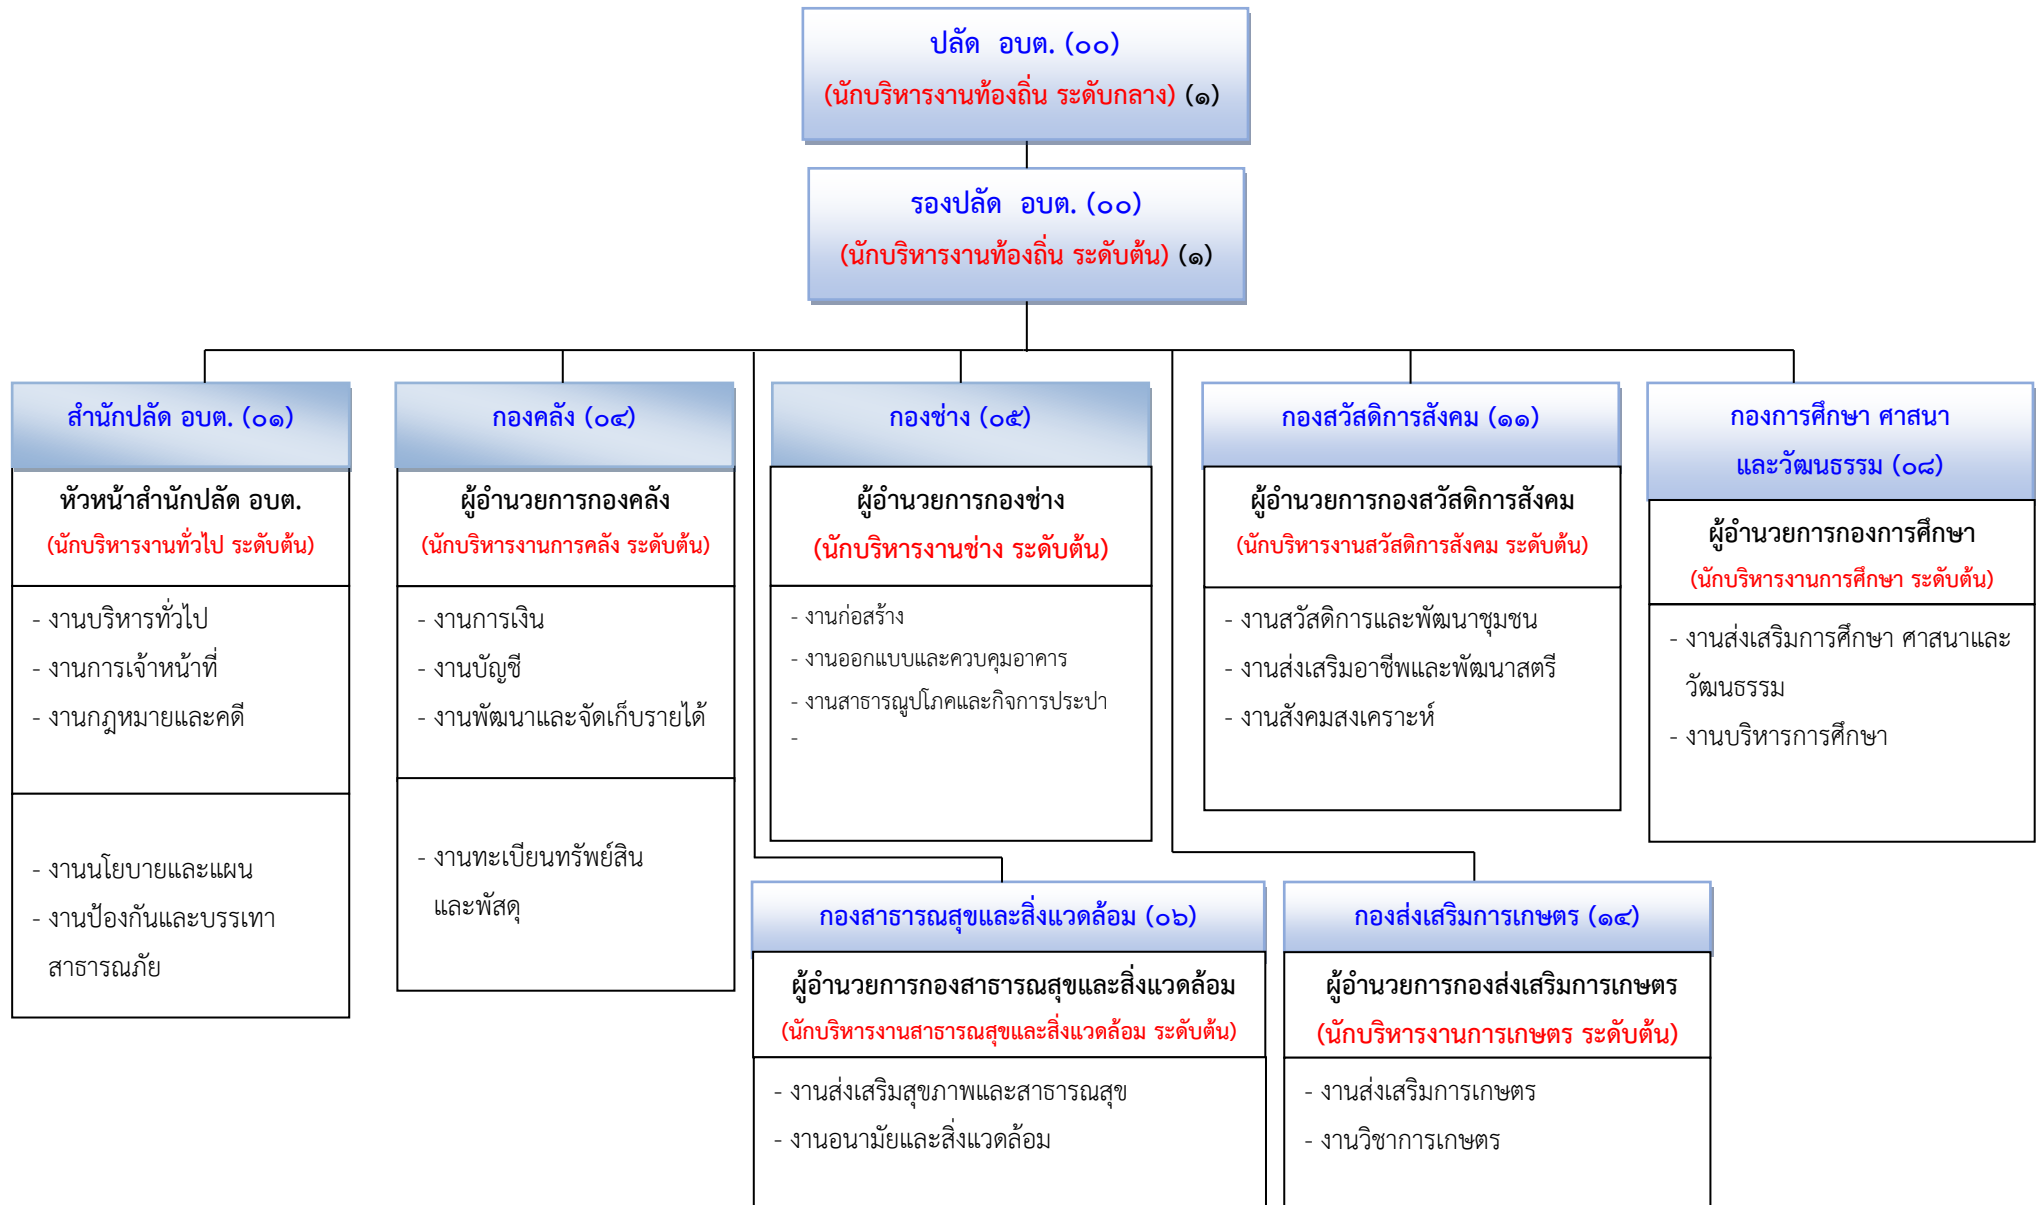 ปลัด  อบต. (๐๐)
(นักบริหารงานท้องถิ่น ระดับกลาง) (๑)
รองปลัด  อบต. (๐๐)
(นักบริหารงานท้องถิ่น ระดับต้น) (๑)
สำนักปลัด อบต. (๐๑)
หัวหน้าสำนักปลัด อบต.
(นักบริหารงานทั่วไป ระดับต้น)
- งานบริหารทั่วไป
- งานการเจ้าหน้าที่
- งานกฎหมายและคดี
- งานนโยบายและแผน
- งานป้องกันและบรรเทา
สาธารณภัย
กองคลัง (๐๔)
ผู้อำนวยการกองคลัง
(นักบริหารงานการคลัง ระดับต้น)
- งานการเงิน
- งานบัญชี
- งานพัฒนาและจัดเก็บรายได้
- งานทะเบียนทรัพย์สิน
และพัสดุ
กองช่าง (๐๕)
ผู้อำนวยการกองช่าง
(นักบริหารงานช่าง ระดับต้น)
- งานก่อสร้าง
- งานออกแบบและควบคุมอาคาร
- งานสาธารณูปโภคและกิจการประปา
-
กองสวัสดิการสังคม (๑๑)
ผู้อำนวยการกองสวัสดิการสังคม
(นักบริหารงานสวัสดิการสังคม ระดับต้น)
- งานสวัสดิการและพัฒนาชุมชน
- งานส่งเสริมอาชีพและพัฒนาสตรี
- งานสังคมสงเคราะห์
กองการศึกษา ศาสนา
และวัฒนธรรม (๐๘)
ผู้อำนวยการกองการศึกษา
(นักบริหารงานการศึกษา ระดับต้น)
- งานส่งเสริมการศึกษา ศาสนาและ
วัฒนธรรม
- งานบริหารการศึกษา
กองสาธารณสุขและสิ่งแวดล้อม (๐๖)
ผู้อำนวยการกองสาธารณสุขและสิ่งแวดล้อม
(นักบริหารงานสาธารณสุขและสิ่งแวดล้อม ระดับต้น)
- งานส่งเสริมสุขภาพและสาธารณสุข
- งานอนามัยและสิ่งแวดล้อม
กองส่งเสริมการเกษตร (๑๔)
ผู้อำนวยการกองส่งเสริมการเกษตร
(นักบริหารงานการเกษตร ระดับต้น)
- งานส่งเสริมการเกษตร
- งานวิชาการเกษตร